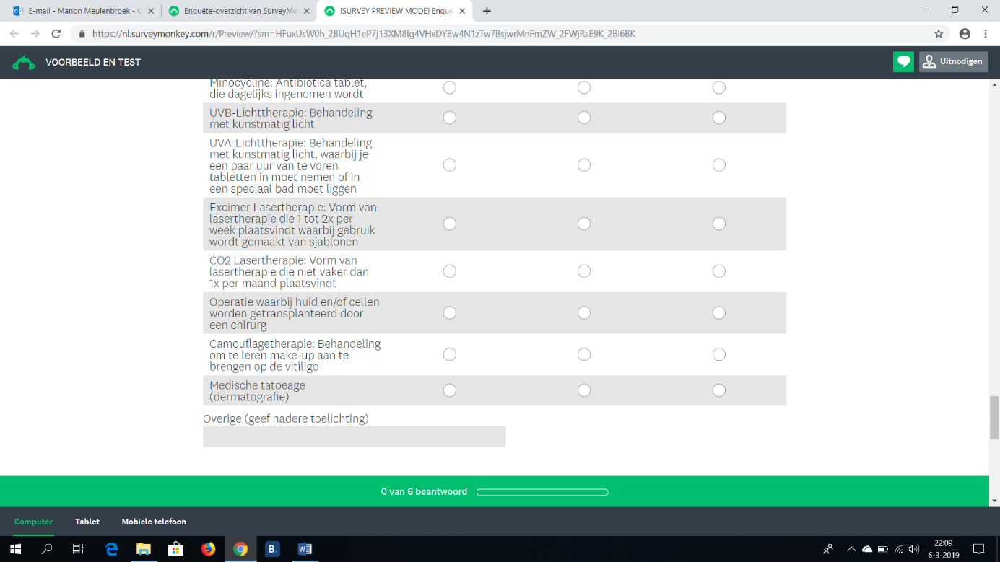 E-mail - Manon Meulenbroek - O
Enquête-overzicht van SurveyMo
[SURVEY PREVIEW MODE] Enquê
https://nl.surveymonkey.com/r/Preview/?sm=HFuxUsW0h_2BUqH1eP7j13XM8lg4VHxDYBw4N1zTw7BsjwrMnFmZW_2FWjRsE9K_2Bl6BK
VOORBEELD EN TEST
Uitnodigen
Minocycline: Antibiotica tablet,
die dagelijks ingenomen wordt
UVB-Lichttherapie: Behandeling
met kunstmatig licht
UVA-Lichttherapie: Behandeling
met kunstmatig licht, waarbij je
een paar uur van te voren
tabletten in moet nemen of in
een speciaal bad moet liggen
Excimer Lasertherapie: Vorm van
lasertherapie die 1 tot 2x per
week plaatsvindt waarbij gebruik
wordt gemaakt van sjablonen
CO2 Lasertherapie: Vorm van
lasertherapie die niet vaker dan
1x per maand plaatsvindt
Operatie waarbij huid en/of cellen
worden getransplanteerd door
een chirurg
Camouflagetherapie: Behandeling
om te leren make-up aan te
brengen op de vitiligo
Medische tatoeage
(dermatografie)
Overige (geef nadere toelichting)
0 van 6 beantwoord
Computer
Tablet
Mobiele telefoon
B.
22:09
6-3-2019